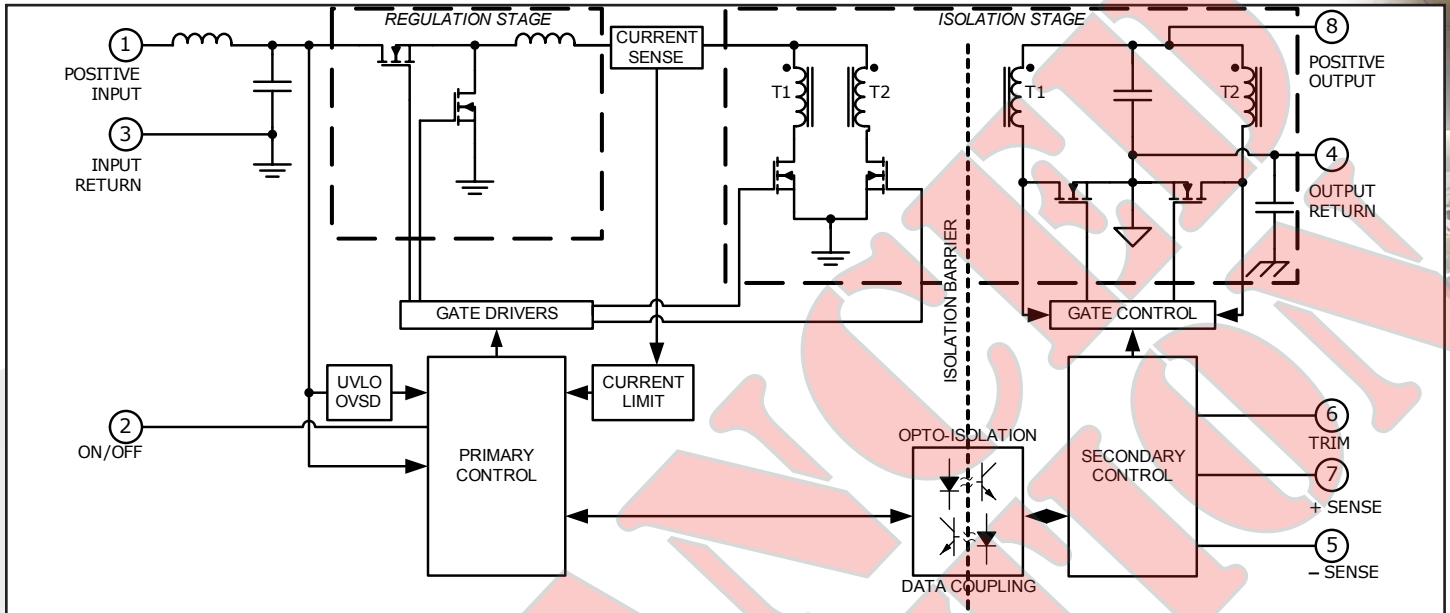 REGULATION STAGE
ISOLATION STAGE
1
POSITIVE
INPUT
CURRENT
SENSE
8
POSITIVE
OUTPUT
T1
T2
T1
T2
3
INPUT
RETURN
4
OUTPUT
RETURN
ISOLATION BARRIER
GATE DRIVERS
GATE CONTROL
UVLO
OVSD
CURRENT
LIMIT
2
ON/OFF
PRIMARY
CONTROL
OPTO-ISOLATION
SECONDARY
CONTROL
6
TRIM
7
+ SENSE
5
– SENSE
DATA COUPLING